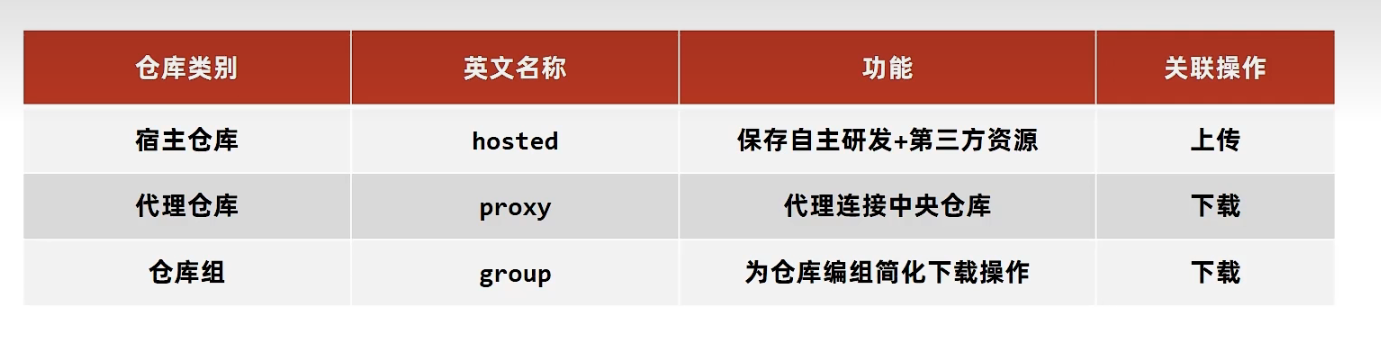 仓库类别 英文名称 功能 关联操作
宿主仓库 hosted 保存自主研发+第三方资源 上传
代理仓库 proxy 代理连接中央仓库 下载
仓库组 group 为仓库编组简化下载操作 下载